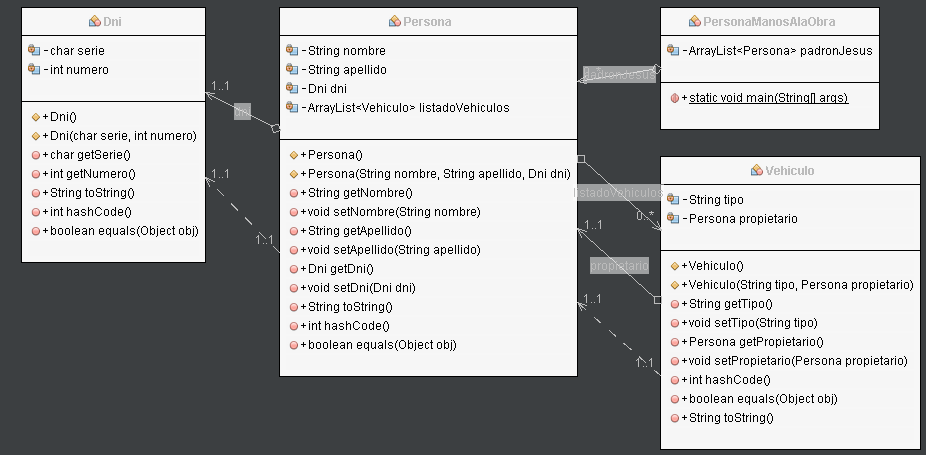 Dni
- char serie
- int numero
+ Dni()
+ Dni(char serie, int numero)
+ char getSerie()
+ int getNumero()
+ String toString()
+ int hashCode()
+ boolean equals(Object obj)
1..1
dni
1..1
1..1
Persona
- String nombre
- String apellido
- Dni dni
- ArrayList<Vehiculo> listadoVehiculos
+ Persona()
+ Persona(String nombre, String apellido, Dni dni)
+ String getNombre()
+ void setNombre(String nombre)
+ String getApellido()
+ void setApellido(String apellido)
+ Dni getDni()
+ void setDni(Dni dni)
+ String toString()
+ int hashCode()
+ boolean equals(Object obj)
padronJesus
listadoVehiculos
0..*
1..1
propietario
1..1
1..1
PersonaManosAlaObra
- ArrayList<Persona> padronJesus
+ static void main(String[] args)
Vehiculo
- String tipo
- Persona propietario
+ Vehiculo()
+ Vehiculo(String tipo, Persona propietario)
+ String getTipo()
+ void setTipo(String tipo)
+ Persona getPropietario()
+ void setPropietario(Persona propietario)
+ int hashCode()
+ boolean equals(Object obj)
+ String toString()